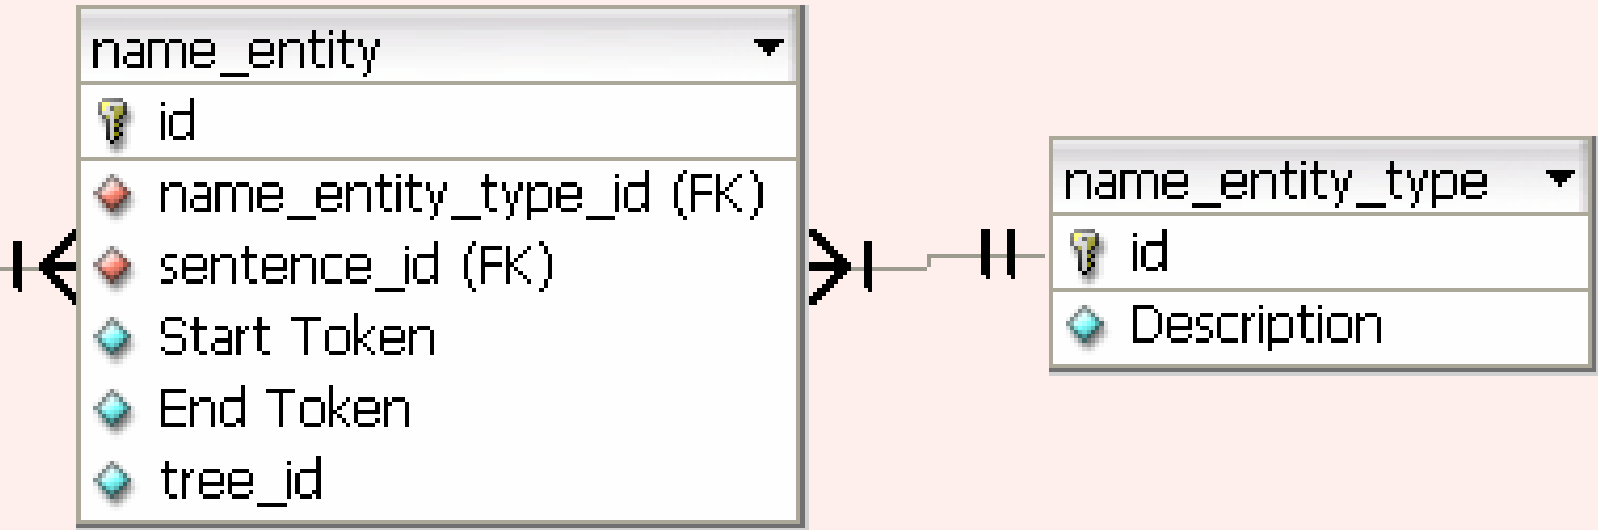 name_entity
id
name_entity_type_id (FK)
sentence_id (FK)
Start Token
End Token
tree_id
name_entity_type
id
Description